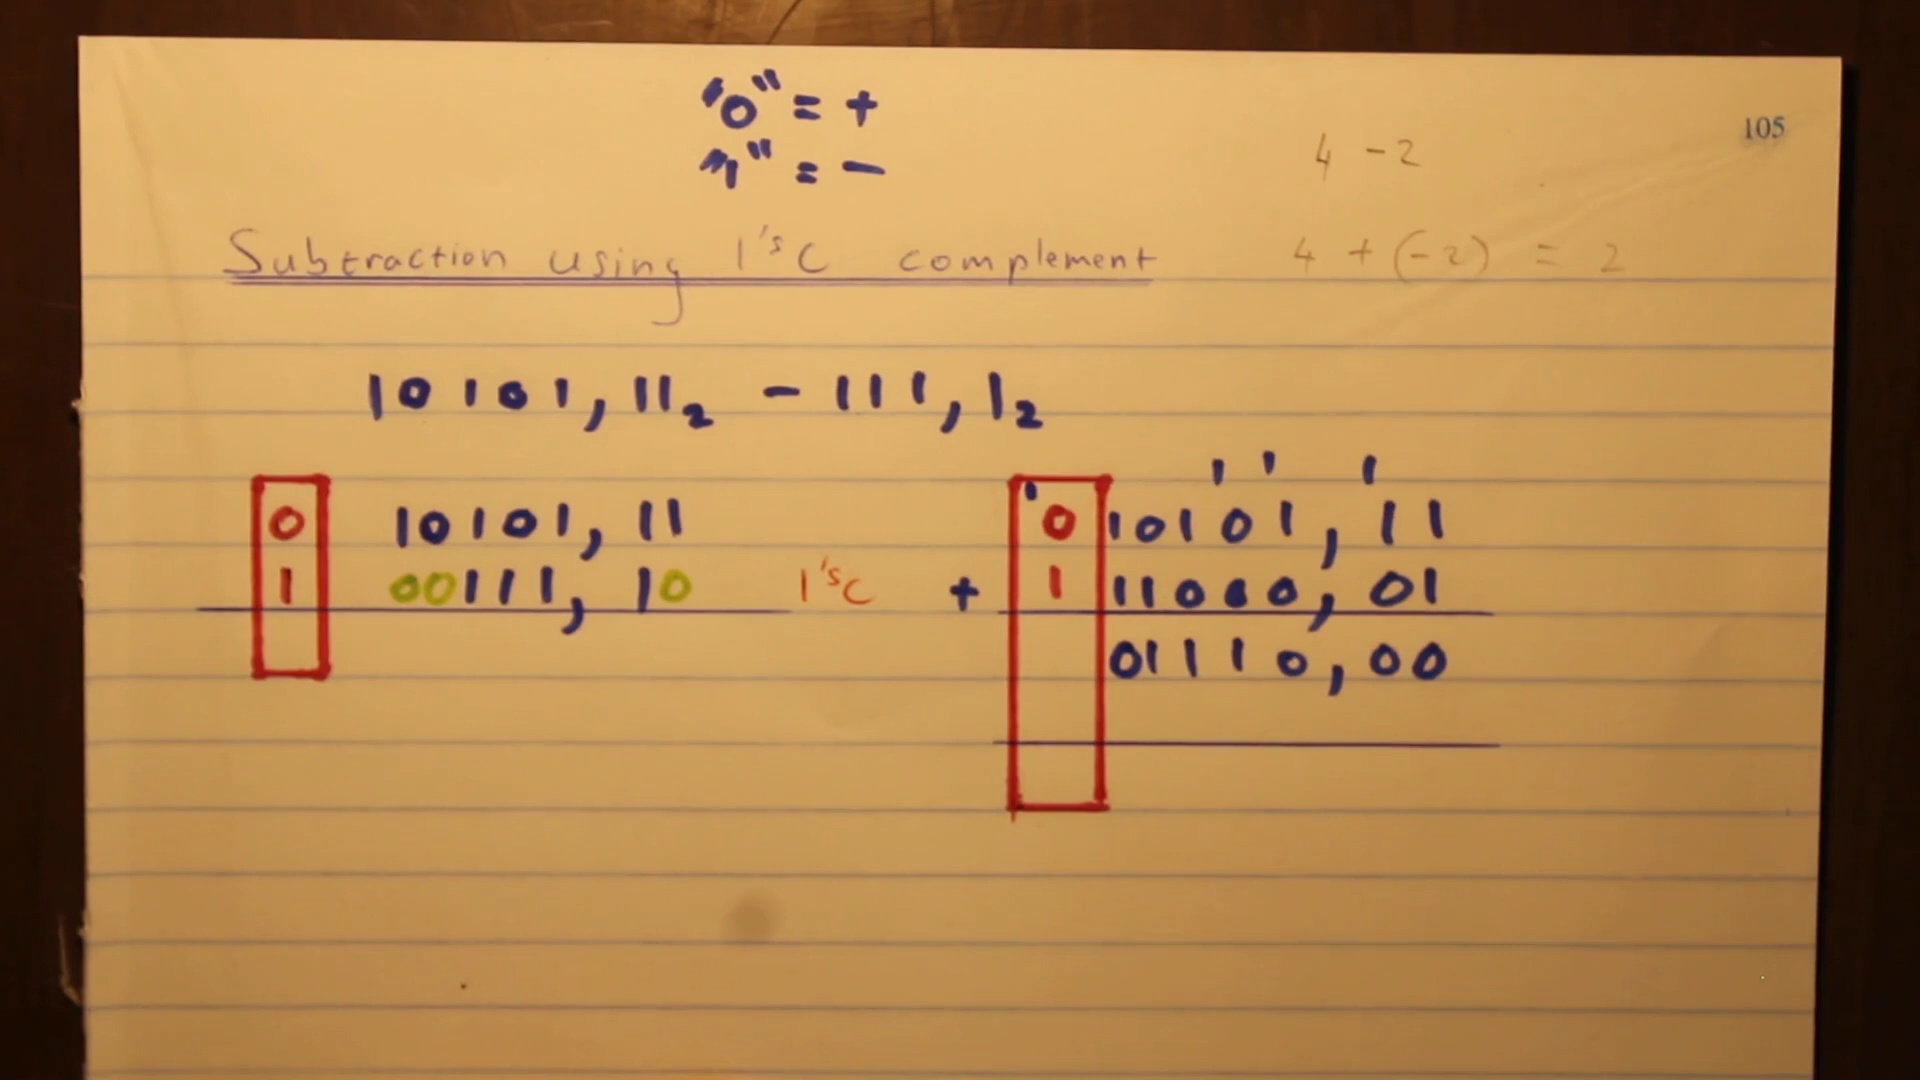 "0" = +
"1" = -
4 - 2
105
Subtraction using 1'sC complement
4 + (-2) = 2
10101,11₂ - 111,1₂
1 1 1
0 10101,11
1 00111,10
1'sC
1
0 10101,11
+ 1 11000,01
01110,00